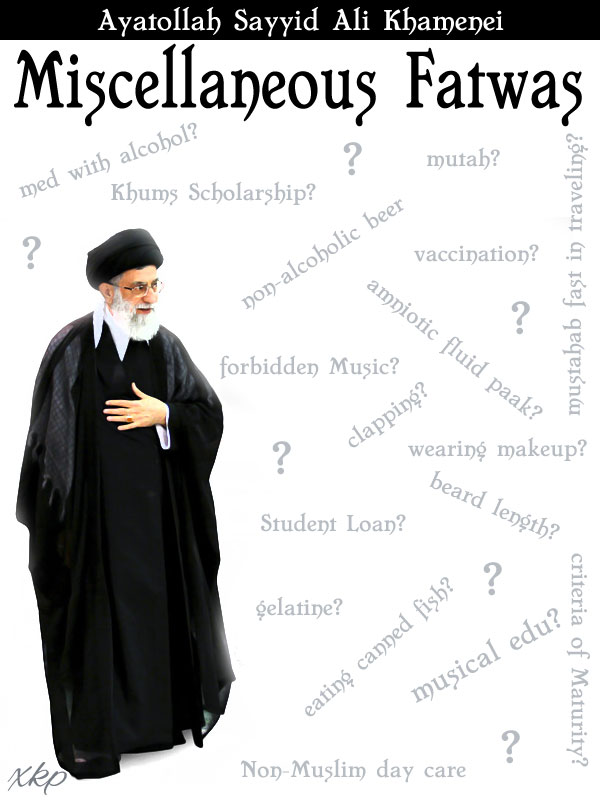 Ayatollah Sayyid Ali Khamenei
Miscellaneous Fatwas
med with alcohol?
?
mutah?
mustahab fast in traveling?
Khums Scholarship?
?
non-alcoholic beer
vaccination?
amniotic fluid paak?
?
forbidden Music?
clapping?
wearing makeup?
?
beard length?
Student Loan?
criteria of Maturity?
?
gelatine?
eating canned fish?
musical edu?
?
Non-Muslim day care
xkp